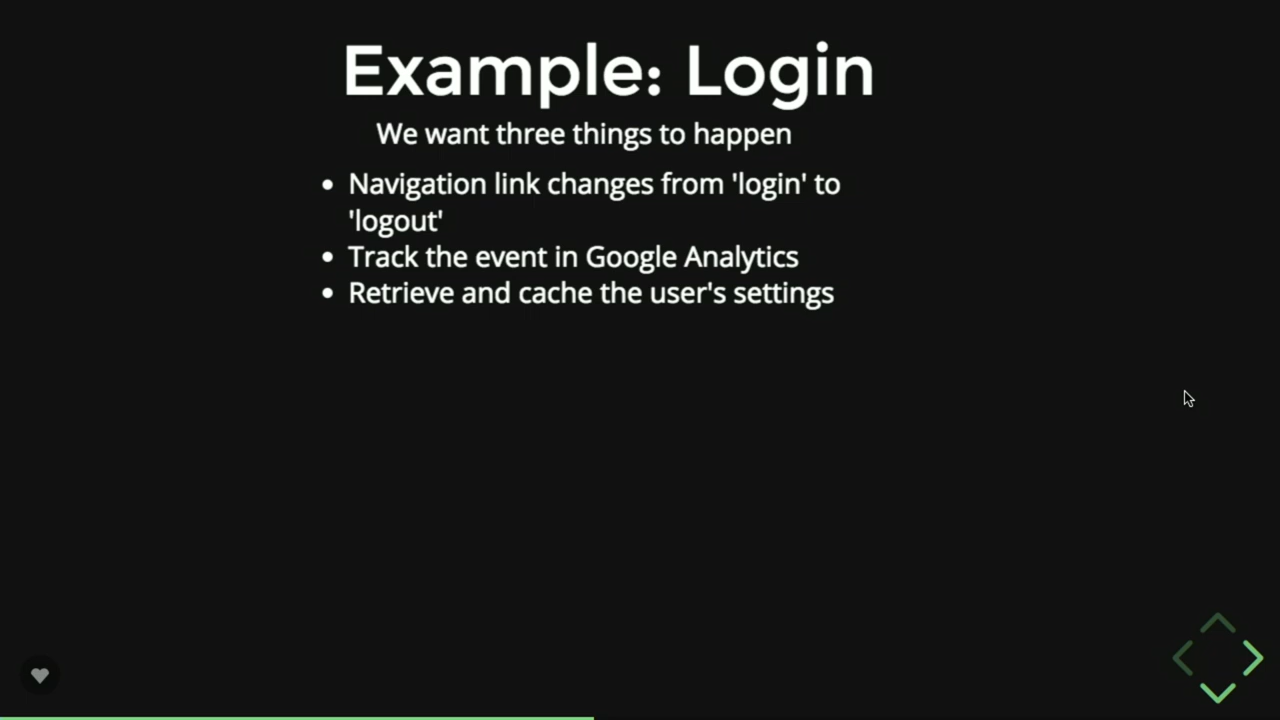 Example: Login
We want three things to happen
• Navigation link changes from 'login' to
'logout'
• Track the event in Google Analytics
• Retrieve and cache the user's settings